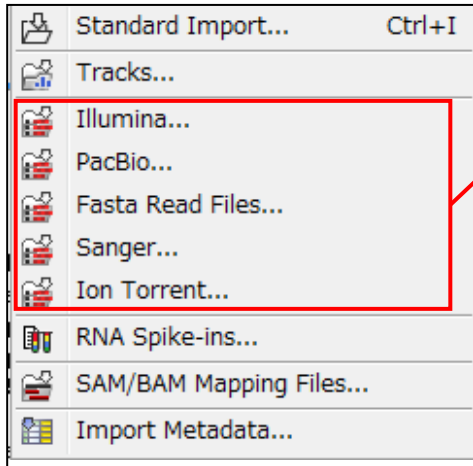 Standard Import... Ctrl+I
Tracks...
Illumina...
PacBio...
Fasta Read Files...
Sanger...
Ion Torrent...
RNA Spike-ins...
SAM/BAM Mapping Files...
Import Metadata...